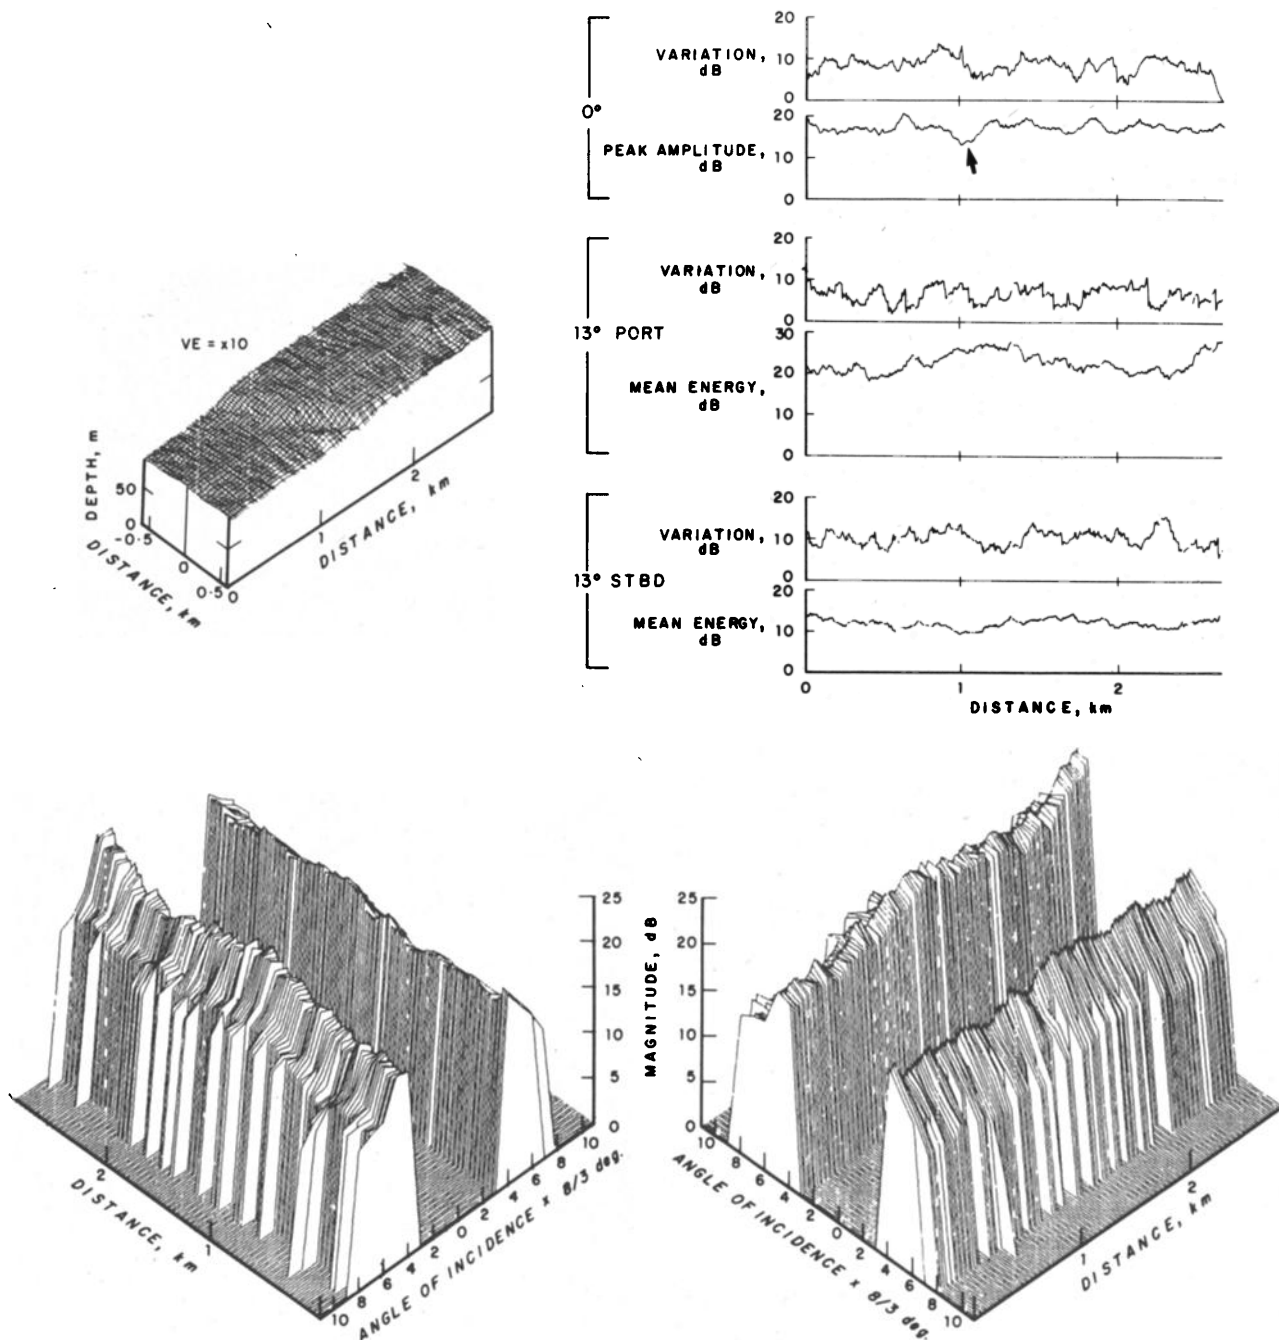 VE = x10
DEPTH, m
50
0
-0·5
0
0·5
DISTANCE, km
0
1
2
DISTANCE, km
0°
VARIATION, dB
20
10
0
PEAK AMPLITUDE, dB
20
10
0
13° PORT
VARIATION, dB
20
10
0
MEAN ENERGY, dB
30
20
10
0
13° STBD
VARIATION, dB
20
10
0
MEAN ENERGY, dB
20
10
0
0 1 2
DISTANCE, km
25
20
15
10
5
0
MAGNITUDE, dB
2
1
DISTANCE, km
10 8 6 4 2 0 2 4 6 8 10
ANGLE OF INCIDENCE x 8/3 deg.
25
20
15
10
5
0
10 8 6 4 2 0 2 4 6 8 10
ANGLE OF INCIDENCE x 8/3 deg.
1
2
DISTANCE, km